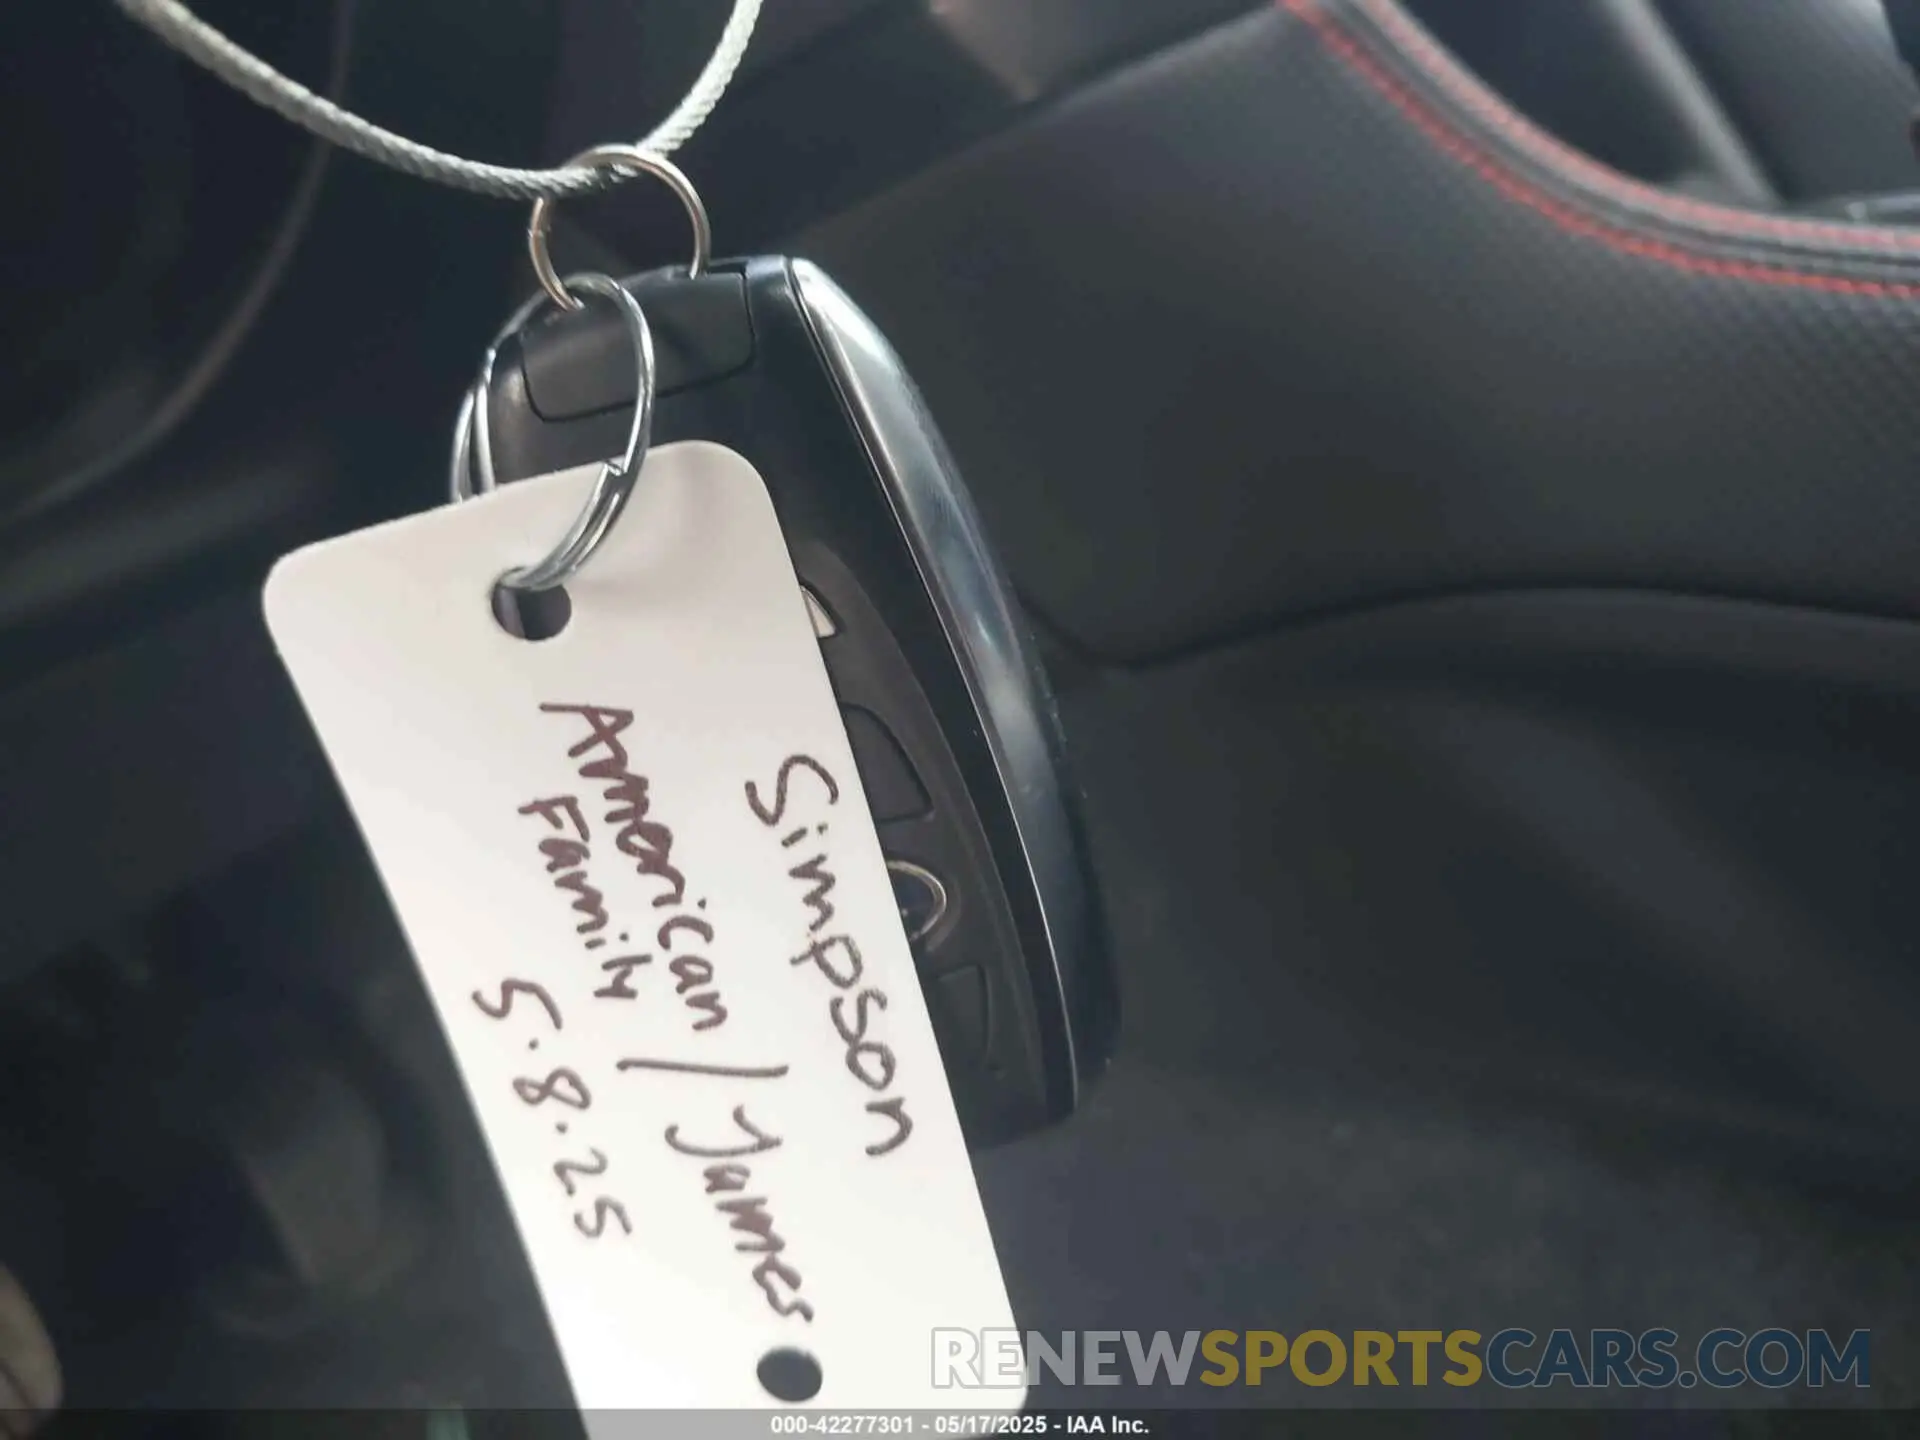 Simpson
American / James
Family
5.8.25
RENEWSPORTSCARS.COM
000-42277301 - 05/17/2025 - IAA Inc.